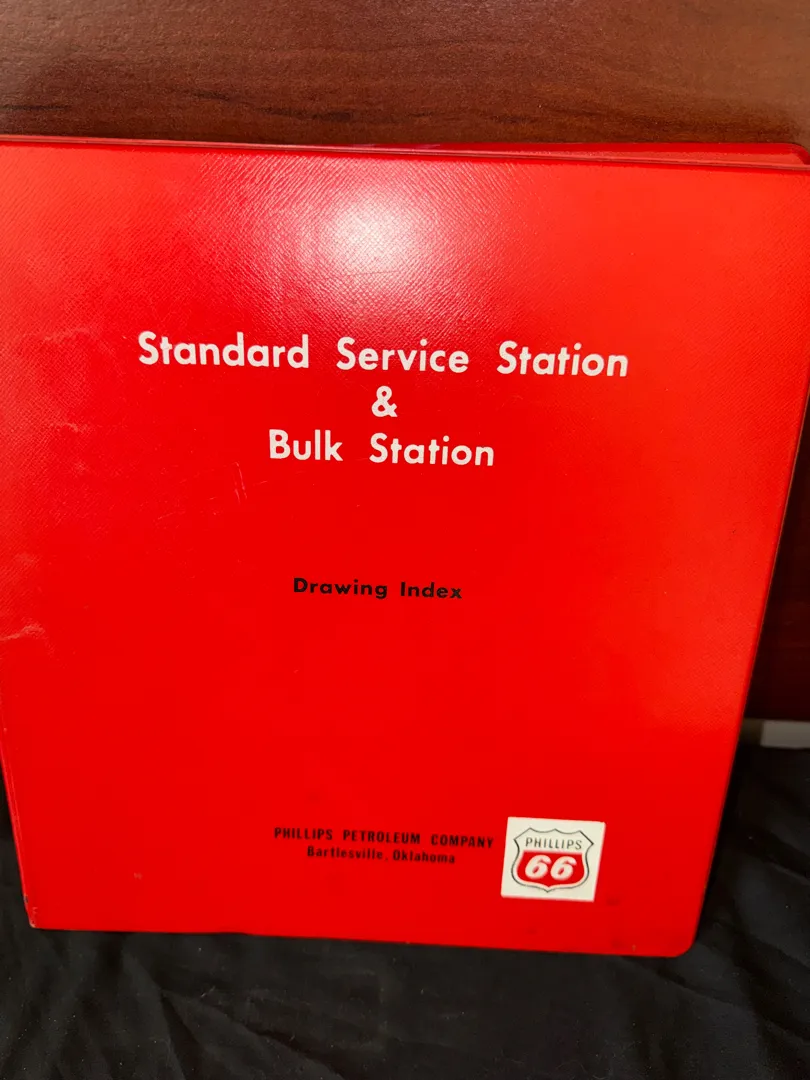 Standard Service Station
&
Bulk Station
Drawing Index
PHILLIPS PETROLEUM COMPANY
Bartlesville, Oklahoma
PHILLIPS
66